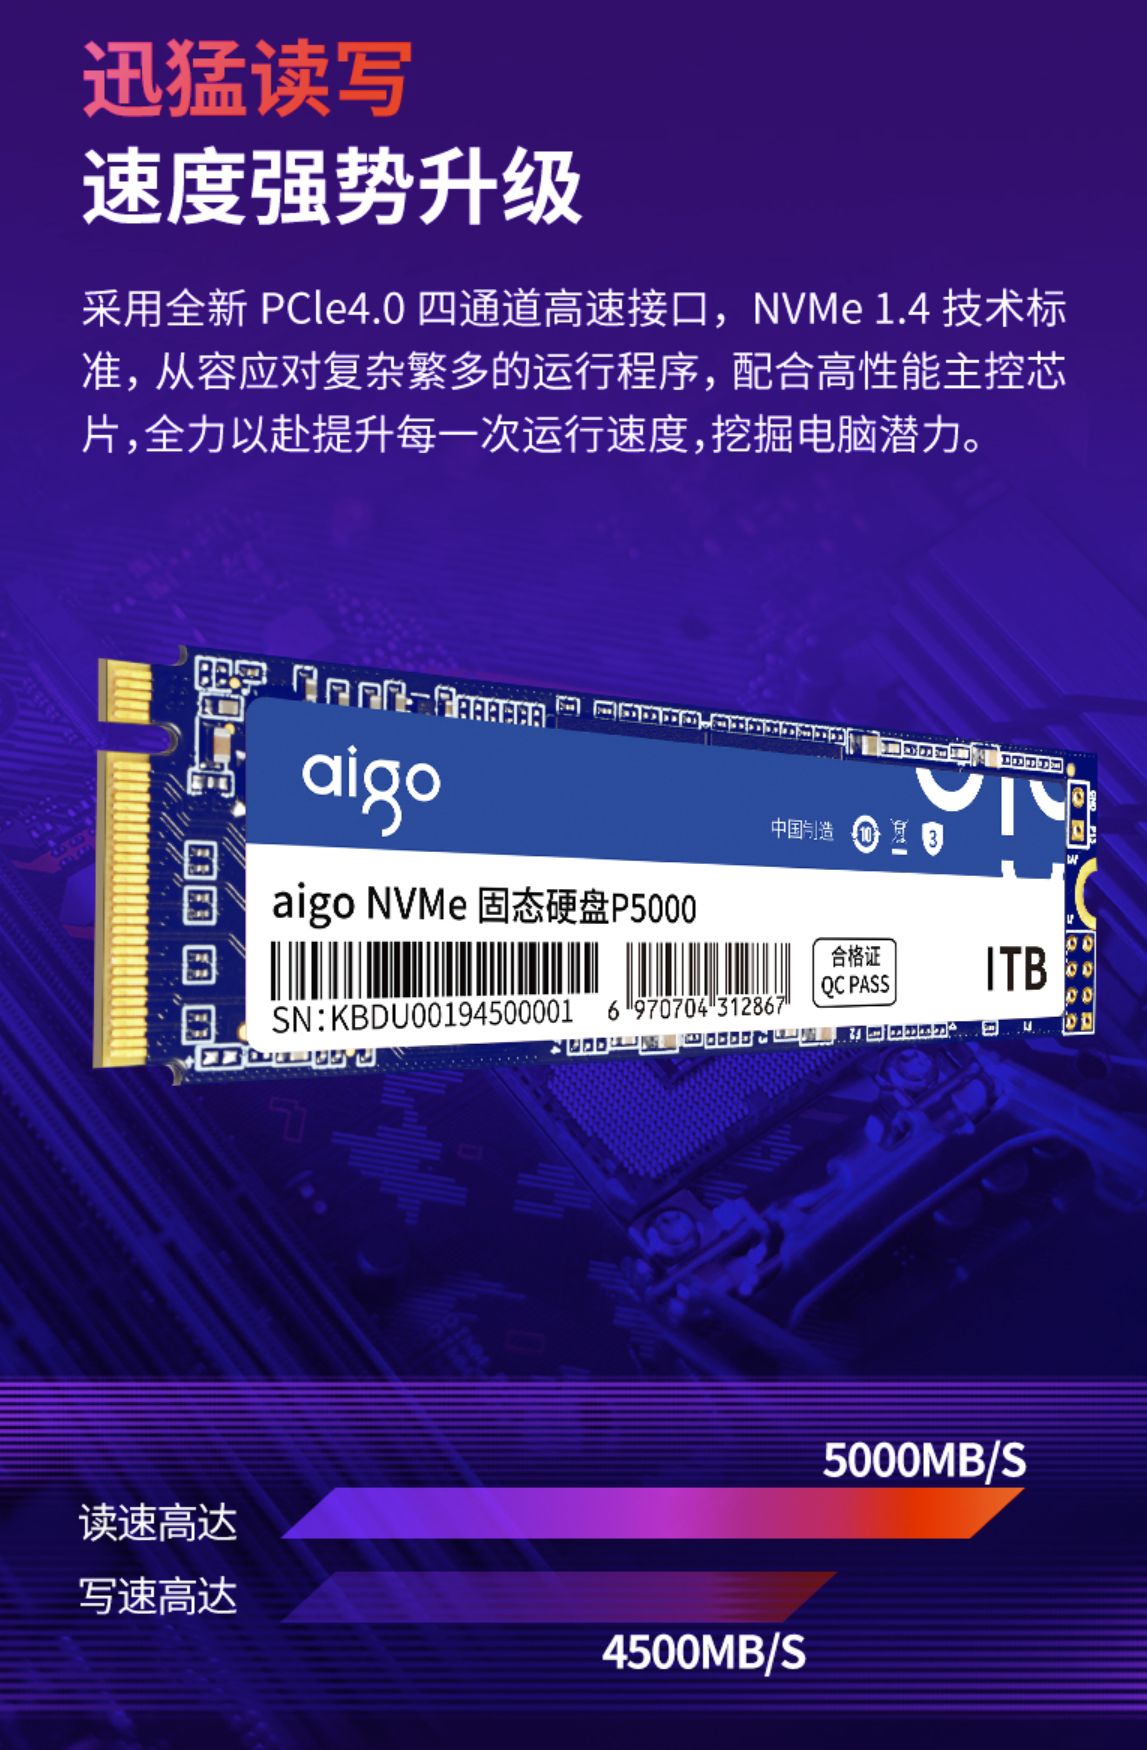 迅猛读写
速度强势升级
采用全新 PCle4.0 四通道高速接口，NVMe 1.4 技术标
准，从容应对复杂繁多的运行程序，配合高性能主控芯
片，全力以赴提升每一次运行速度，挖掘电脑潜力。
aigo
中国制造 10 3
aigo NVMe 固态硬盘P5000
SN:KBDU00194500001
6 970704 312867
合格证
QC PASS
1TB
5000MB/S
读速高达
写速高达
4500MB/S